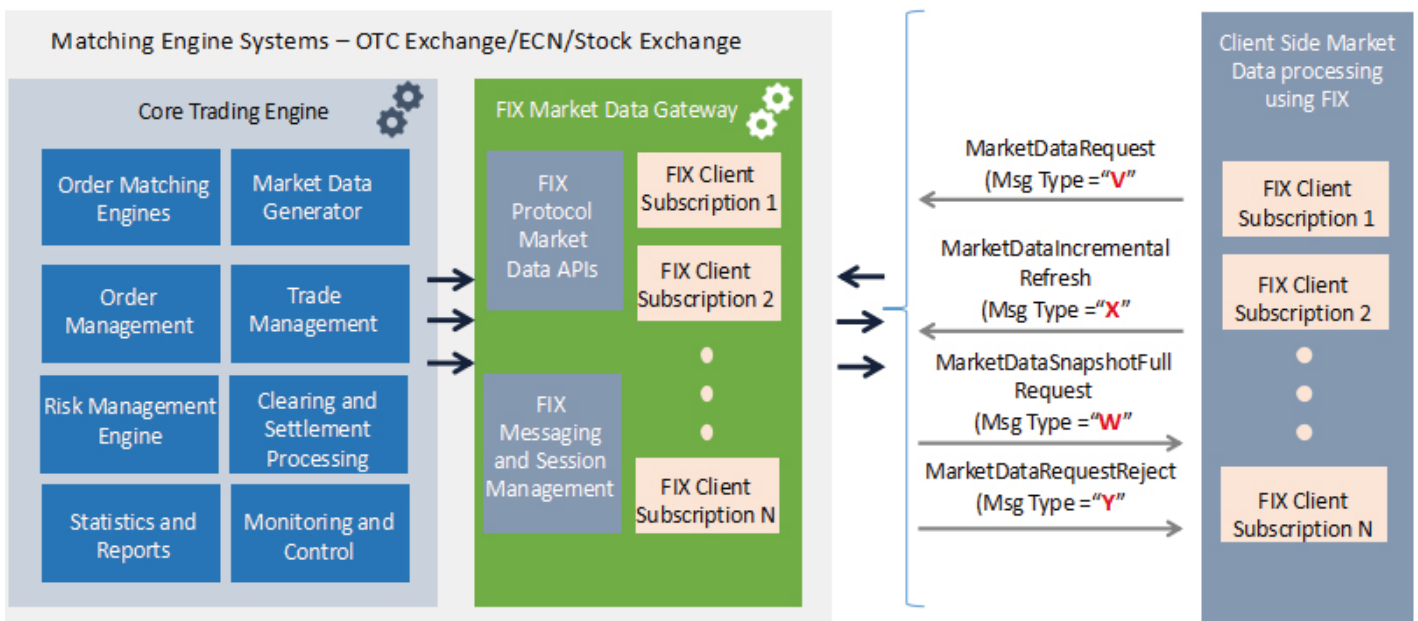 Matching Engine Systems – OTC Exchange/ECN/Stock Exchange
Core Trading Engine
Order Matching
Engines
Market Data
Generator
Order
Management
Trade
Management
Risk Management
Engine
Clearing and
Settlement
Processing
Statistics and
Reports
Monitoring and
Control
FIX Market Data Gateway
FIX
Protocol
Market
Data APIs
FIX
Messaging
and Session
Management
FIX Client
Subscription 1
FIX Client
Subscription 2
FIX Client
Subscription N
MarketDataRequest
(Msg Type =“V”
MarketDataIncremental
Refresh
(Msg Type =“X”
MarketDataSnapshotFull
Request
(Msg Type =“W”
MarketDataRequestReject
(Msg Type =“Y”
Client Side Market
Data processing
using FIX
FIX Client
Subscription 1
FIX Client
Subscription 2
FIX Client
Subscription N